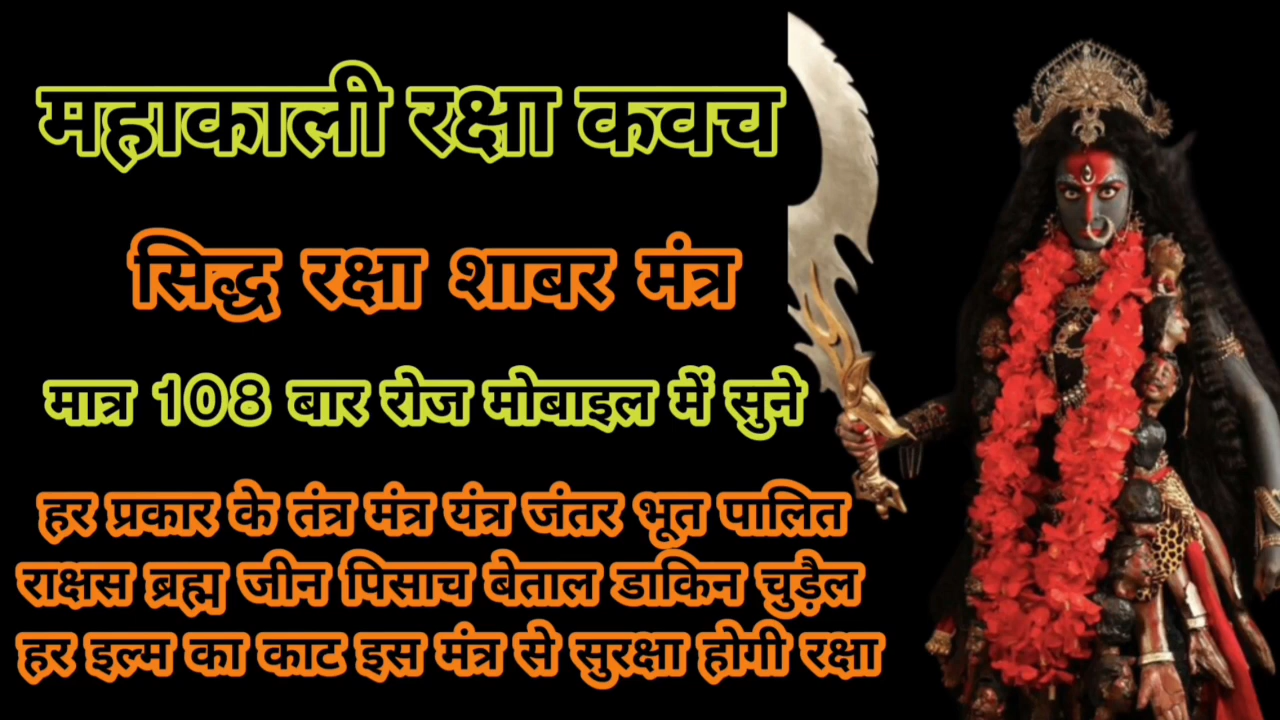 महाकाली रक्षा कवच
सिद्ध रक्षा शाबर मंत्र
मात्र 108 बार रोज मोबाइल में सुने
हर प्रकार के तंत्र मंत्र यंत्र जंतर भूत पालित
राक्षस ब्रह्म जीन पिसाच बेताल डाकिन चुड़ैल
हर इल्म का काट इस मंत्र से सुरक्षा होगी रक्षा